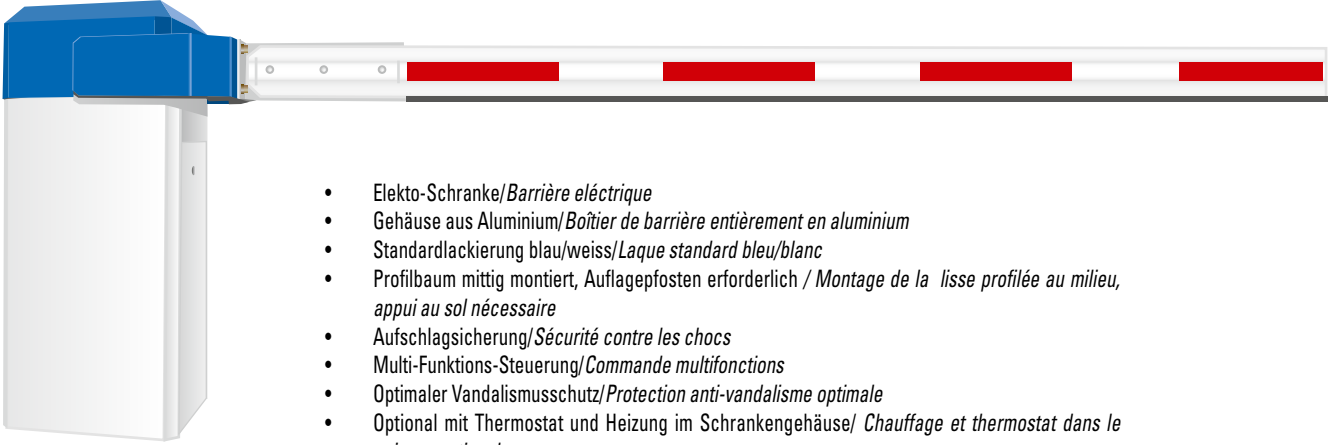 • Elekto-Schranke/Barrière eléctrique
• Gehäuse aus Aluminium/Boîtier de barrière entièrement en aluminium
• Standardlackierung blau/weiss/Laque standard bleu/blanc
• Profilbaum mittig montiert, Auflagepfosten erforderlich / Montage de la lisse profilée au milieu,
appui au sol nécessaire
• Aufschlagsicherung/Sécurité contre les chocs
• Multi-Funktions-Steuerung/Commande multifonctions
• Optimaler Vandalismusschutz/Protection anti-vandalisme optimale
• Optional mit Thermostat und Heizung im Schrankengehäuse/ Chauffage et thermostat dans le